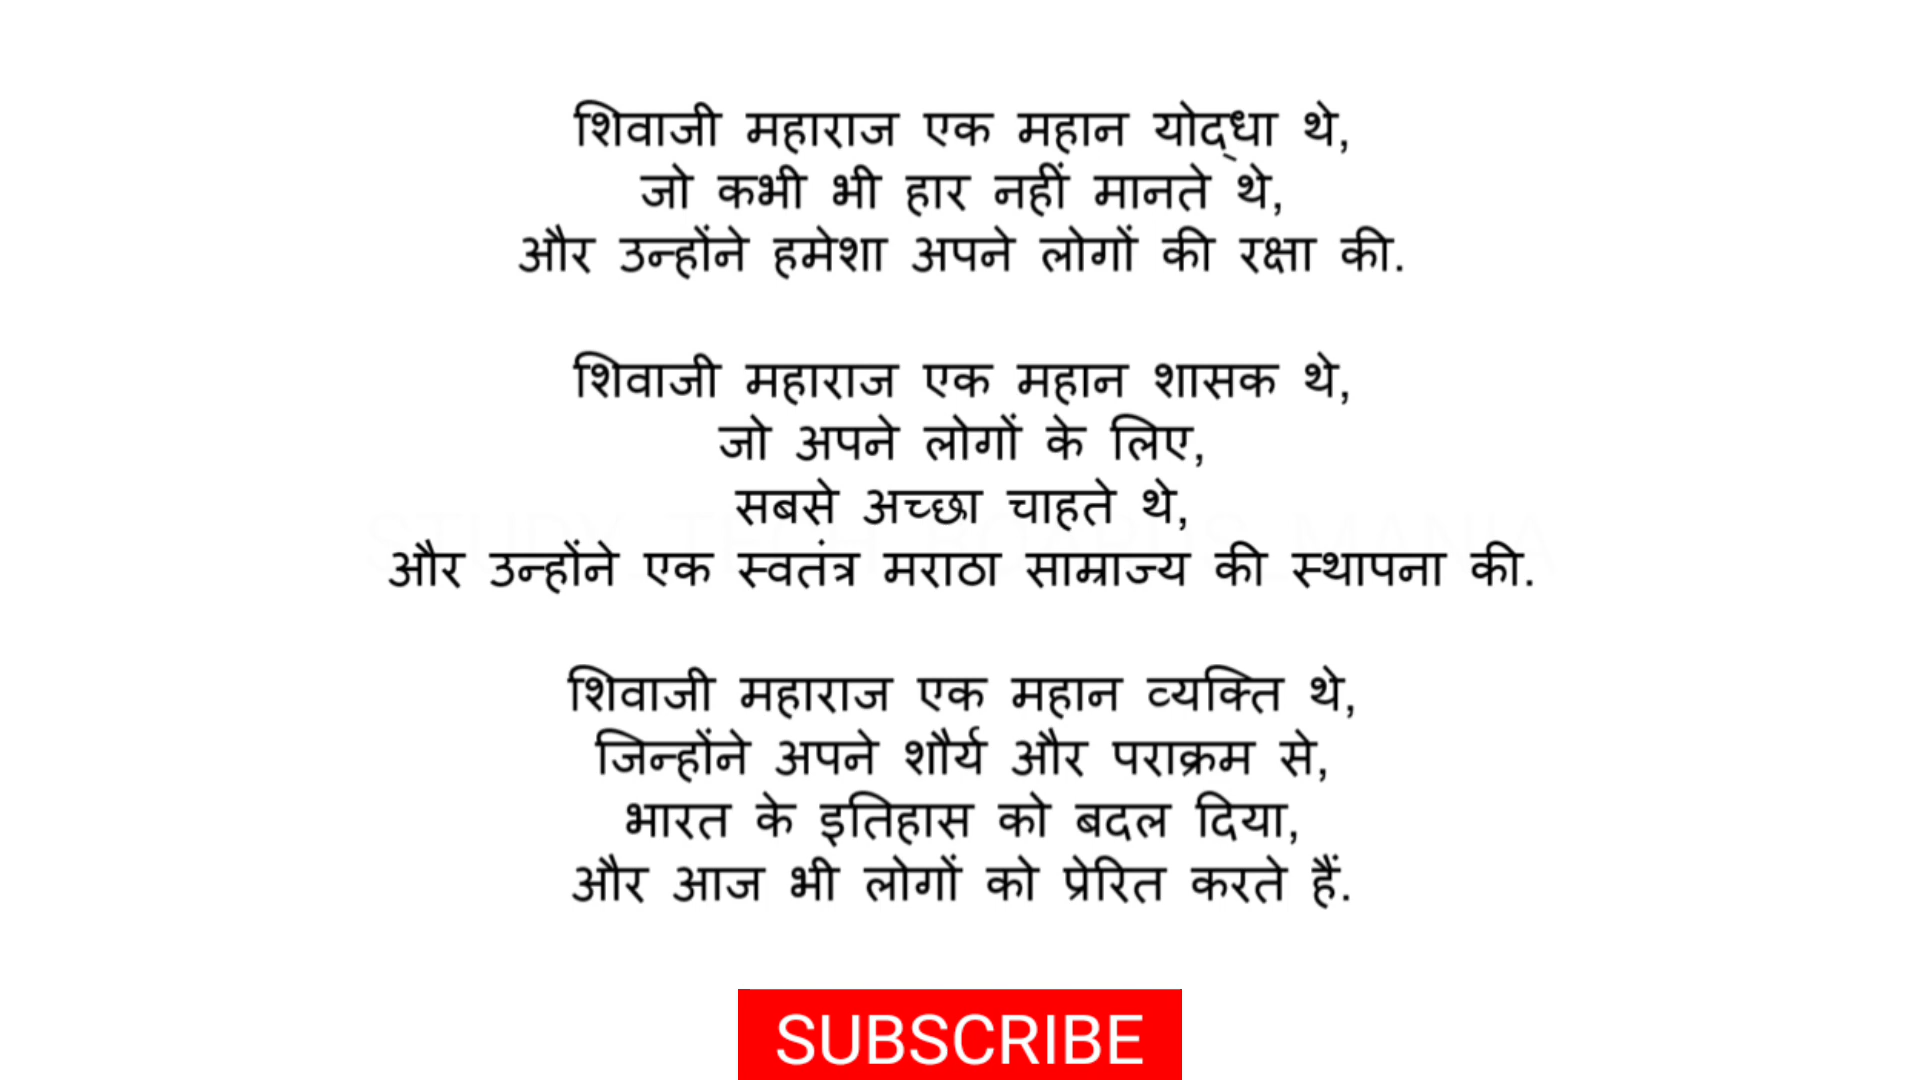 शिवाजी महाराज एक महान योद्‌धा थे,
जो कभी भी हार नहीं मानते थे,
और उन्होंने हमेशा अपने लोगों की रक्षा की.
शिवाजी महाराज एक महान शासक थे,
जो अपने लोगों के लिए,
सबसे अच्छा चाहते थे,
STUDY_TECH_BOARDS_MANIA
और उन्होंने एक स्वतंत्र मराठा साम्राज्य की स्थापना की.
शिवाजी महाराज एक महान व्यक्ति थे,
जिन्होंने अपने शौर्य और पराक्रम से,
भारत के इतिहास को बदल दिया,
और आज भी लोगों को प्रेरित करते हैं.
SUBSCRIBE